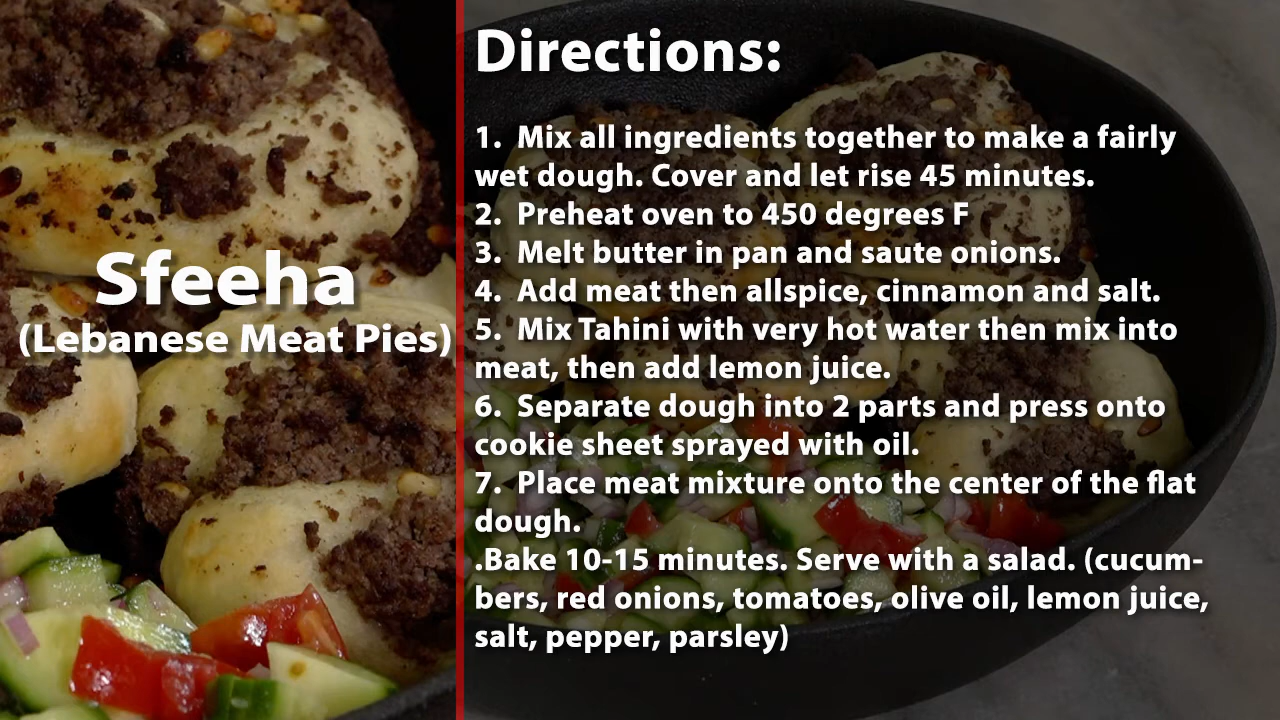 Sfeeha
(Lebanese Meat Pies)
Directions:
1. Mix all ingredients together to make a fairly
wet dough. Cover and let rise 45 minutes.
2. Preheat oven to 450 degrees F
3. Melt butter in pan and saute onions.
4. Add meat then allspice, cinnamon and salt.
5. Mix Tahini with very hot water then mix into
meat, then add lemon juice.
6. Separate dough into 2 parts and press onto
cookie sheet sprayed with oil.
7. Place meat mixture onto the center of the flat
dough.
.Bake 10-15 minutes. Serve with a salad. (cucum-
bers, red onions, tomatoes, olive oil, lemon juice,
salt, pepper, parsley)